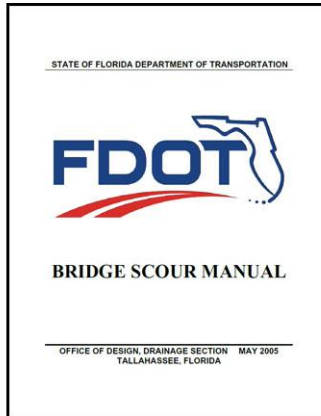 STATE OF FLORIDA DEPARTMENT OF TRANSPORTATION
FDOT
BRIDGE SCOUR MANUAL
OFFICE OF DESIGN, DRAINAGE SECTION MAY 2005
TALLAHASSEE, FLORIDA